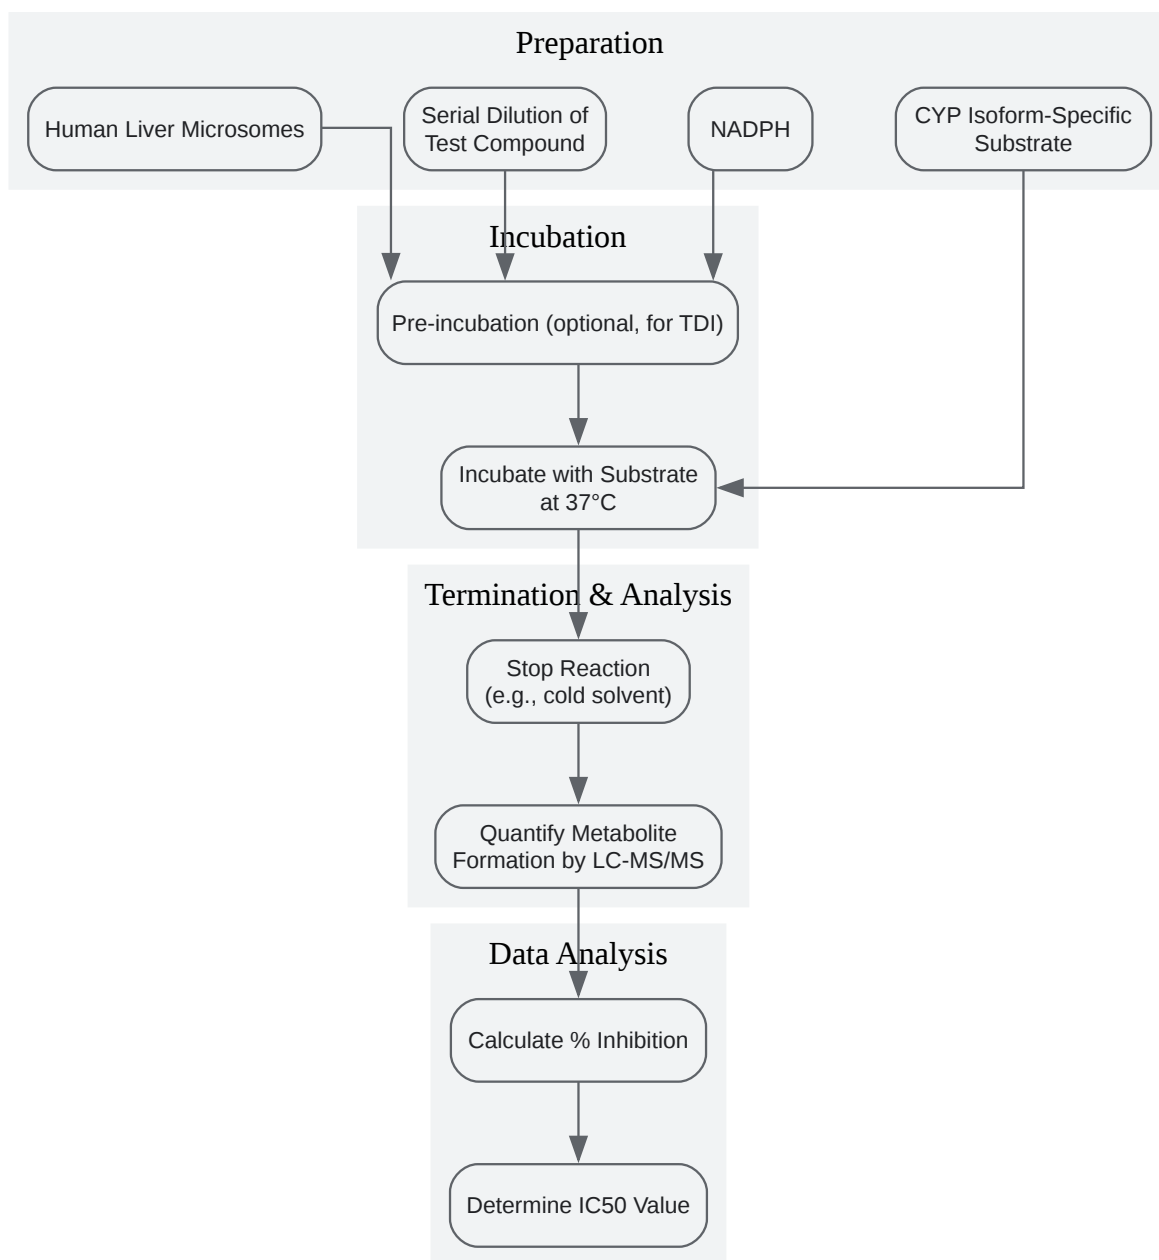 Preparation
Human Liver Microsomes
Serial Dilution of
Test Compound
NADPH
CYP Isoform-Specific
Substrate
Incubation
Pre-incubation (optional, for TDI)
Incubate with Substrate
at 37°C
Termination & Analysis
Stop Reaction
(e.g., cold solvent)
Quantify Metabolite
Formation by LC-MS/MS
Data Analysis
Calculate % Inhibition
Determine IC50 Value